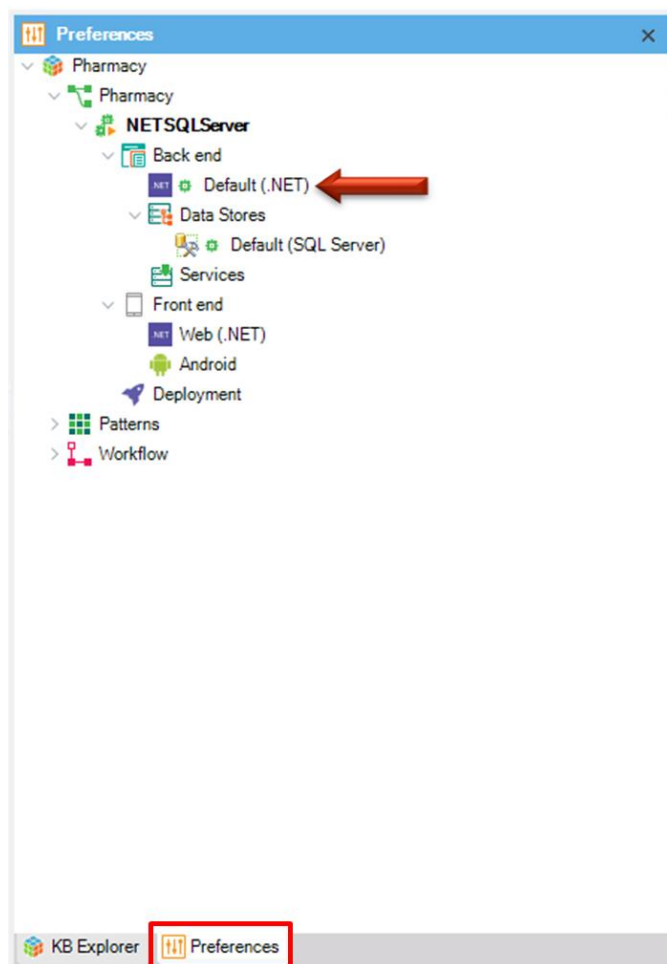 Preferences
Pharmacy
Pharmacy
NETSQLServer
Back end
.NET Default (.NET)
Data Stores
Default (SQL Server)
Services
Front end
.NET Web (.NET)
Android
Deployment
Patterns
Workflow
KB Explorer Preferences